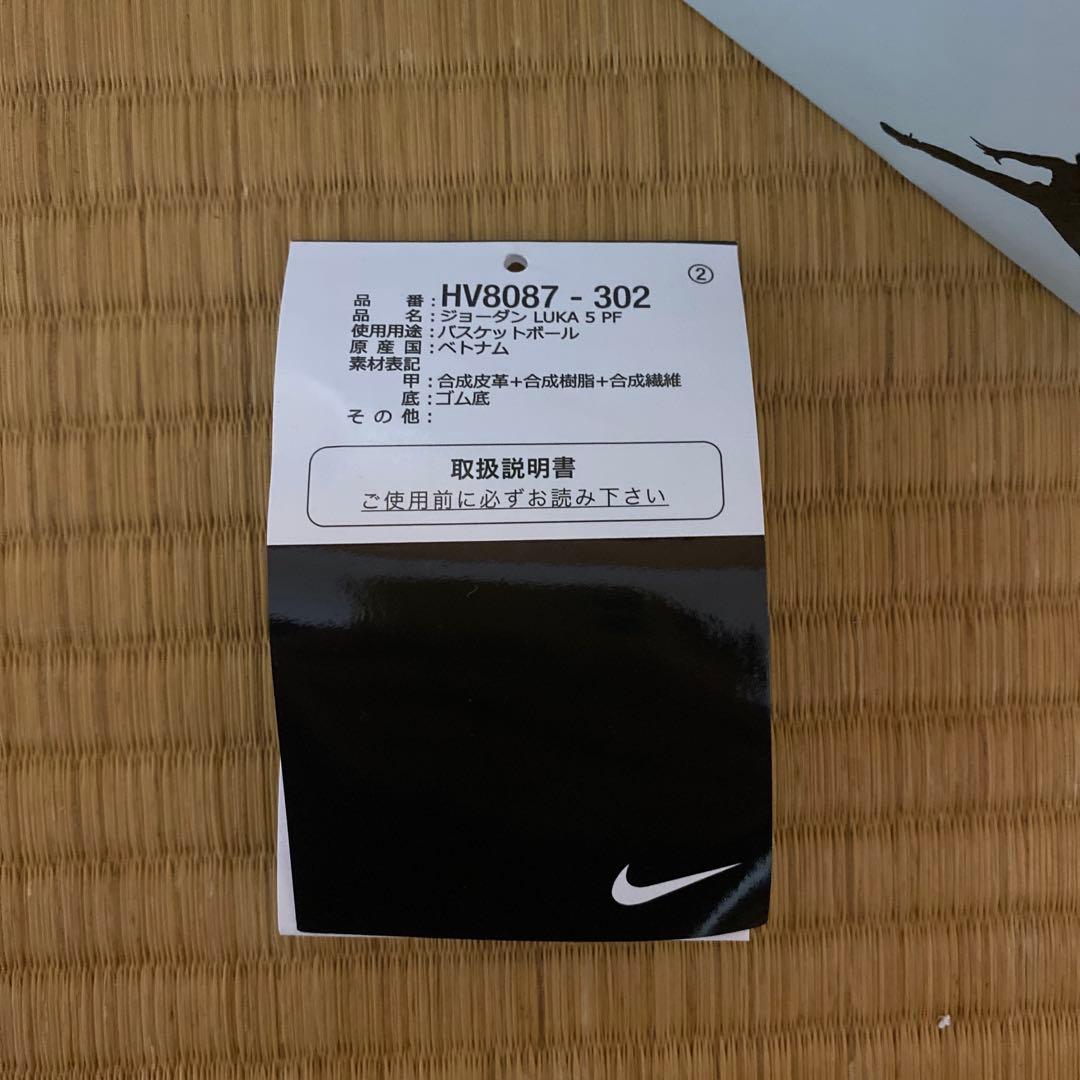 ②
品 番:HV8087 - 302
品 名:ジョーダン LUKA 5 PF
使用用途:バスケットボール
原 産 国:ベトナム
素材表記
甲:合成皮革+合成樹脂+合成繊維
底:ゴム底
そ の 他:
取扱説明書
ご使用前に必ずお読み下さい